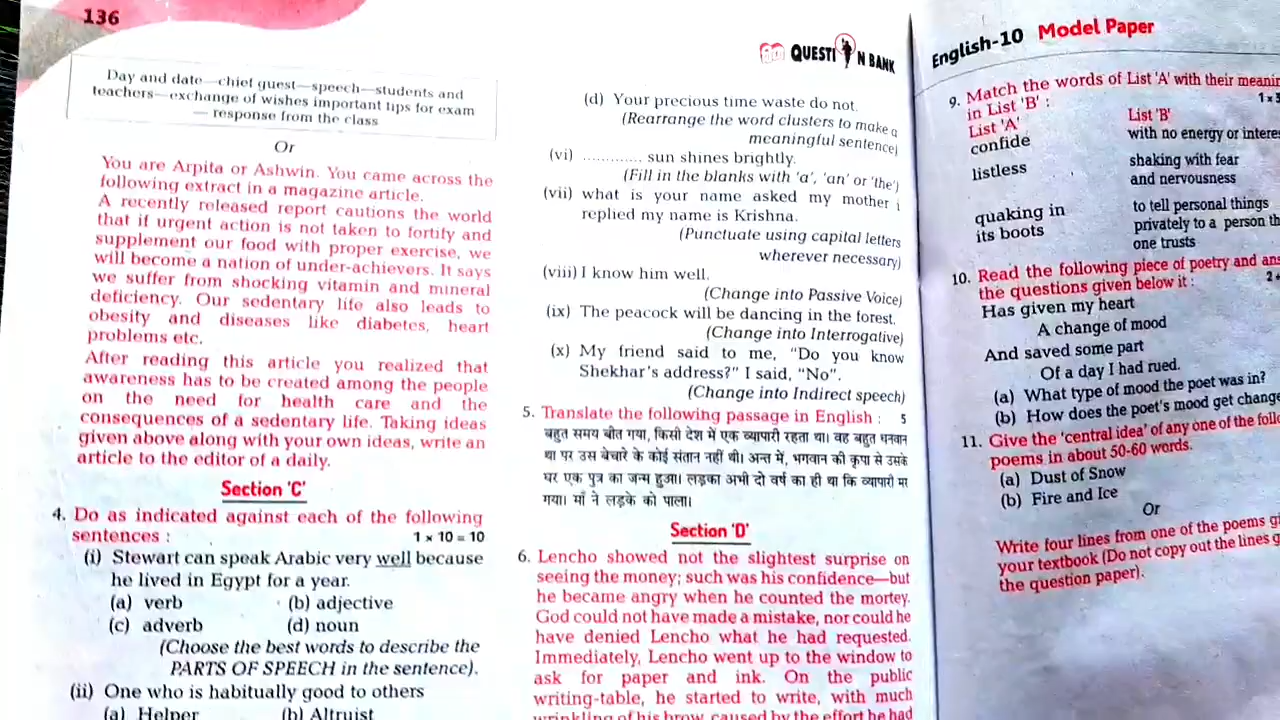 136
Day and date—chief guest—speech—students and
teachers—exchange of wishes important tips for exam
— response from the class
Or
You are Arpita or Ashwin. You came across the
following extract in a magazine article.
A recently released report cautions the world
that if urgent action is not taken to fortify and
supplement our food with proper exercise, we
will become a nation of under-achievers. It says
we suffer from shocking vitamin and mineral
deficiency. Our sedentary life also leads to
obesity and diseases like diabetes, heart
problems etc.
After reading this article you realized that
awareness has to be created among the people
on the need for health care and the
consequences of a sedentary life. Taking ideas
given above along with your own ideas, write an
article to the editor of a daily.
Section 'C'
4. Do as indicated against each of the following
sentences : 1 × 10 = 10
(i) Stewart can speak Arabic very well because
he lived in Egypt for a year.
(a) verb (b) adjective
(c) adverb (d) noun
(Choose the best words to describe the
PARTS OF SPEECH in the sentence).
(ii) One who is habitually good to others
(a) Helper (b) Altruist
QUESTION BANK
(d) Your precious time waste do not.
(Rearrange the word clusters to make a
meaningful sentence)
(vi) ............. sun shines brightly.
(Fill in the blanks with 'a', 'an' or 'the')
(vii) what is your name asked my mother i
replied my name is Krishna.
(Punctuate using capital letters
wherever necessary)
(viii) I know him well.
(Change into Passive Voice)
(ix) The peacock will be dancing in the forest.
(Change into Interrogative)
(x) My friend said to me, "Do you know
Shekhar's address?" I said, "No".
(Change into Indirect speech)
5. Translate the following passage in English : 5
बहुत समय बीत गया, किसी देश में एक व्यापारी रहता था। वह बहुत धनवान
था पर उस बेचारे के कोई संतान नहीं थी। अन्त में, भगवान की कृपा से उसके
घर एक पुत्र का जन्म हुआ। लड़का अभी दो वर्ष का ही था कि व्यापारी मर
गया। माँ ने लड़के को पाला।
Section 'D'
6. Lencho showed not the slightest surprise on
seeing the money; such was his confidence—but
he became angry when he counted the mortey.
God could not have made a mistake, nor could he
have denied Lencho what he had requested.
Immediately, Lencho went up to the window to
ask for paper and ink. On the public
writing-table, he started to write, with much
wrinkling of his brow, caused by the effort he had
English-10 Model Paper
9. Match the words of List 'A' with their
in List 'B' :
List 'A' List 'B'
confide with no energy or
listless shaking with fear
and nervousness
quaking in to tell personal things
its boots privately to a person
one trusts
10. Read the following piece of poetry and
the questions given below it :
Has given my heart
A change of mood
And saved some part
Of a day I had rued.
(a) What type of mood the poet was in?
(b) How does the poet's mood get
11. Give the 'central idea' of any one of the
poems in about 50-60 words.
(a) Dust of Snow
(b) Fire and Ice
Or
Write four lines from one of the poems
your textbook (Do not copy out the lines
the question paper).